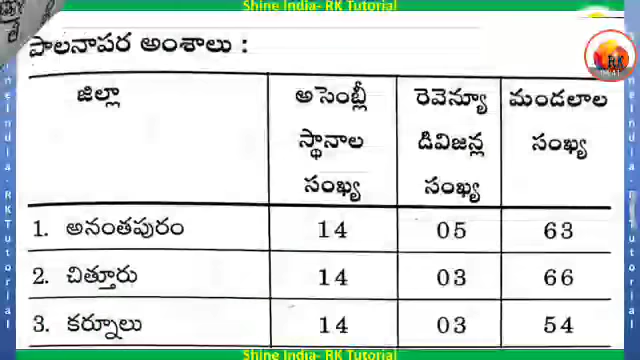 Shine India- RK Tutorial
పాలనాపర అంశాలు :
జిల్లా అసెంబ్లీ స్థానాల సంఖ్య రెవెన్యూ డివిజన్ల సంఖ్య మండలాల సంఖ్య
1. అనంతపురం 14 05 63
2. చిత్తూరు 14 03 66
3. కర్నూలు 14 03 54
Shine India- RK Tutorial
RK